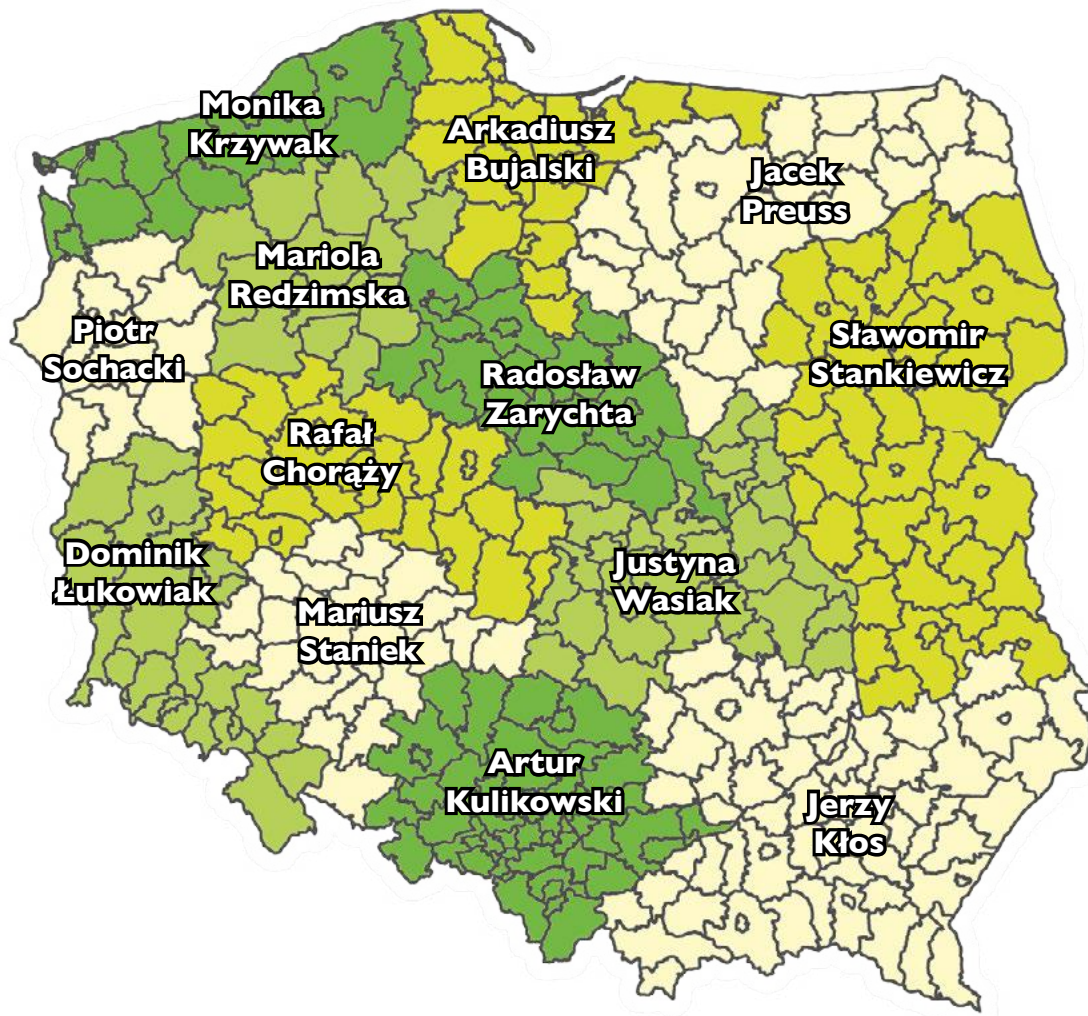 Monika
Krzywak
Arkadiusz
Bujalski
Jacek
Preuss
Mariola
Redzimska
Piotr
Sochacki
Sławomir
Stankiewicz
Radosław
Zarychta
Rafał
Chorąży
Dominik
Łukowiak
Justyna
Wasiak
Mariusz
Staniek
Artur
Kulikowski
Jerzy
Kłos